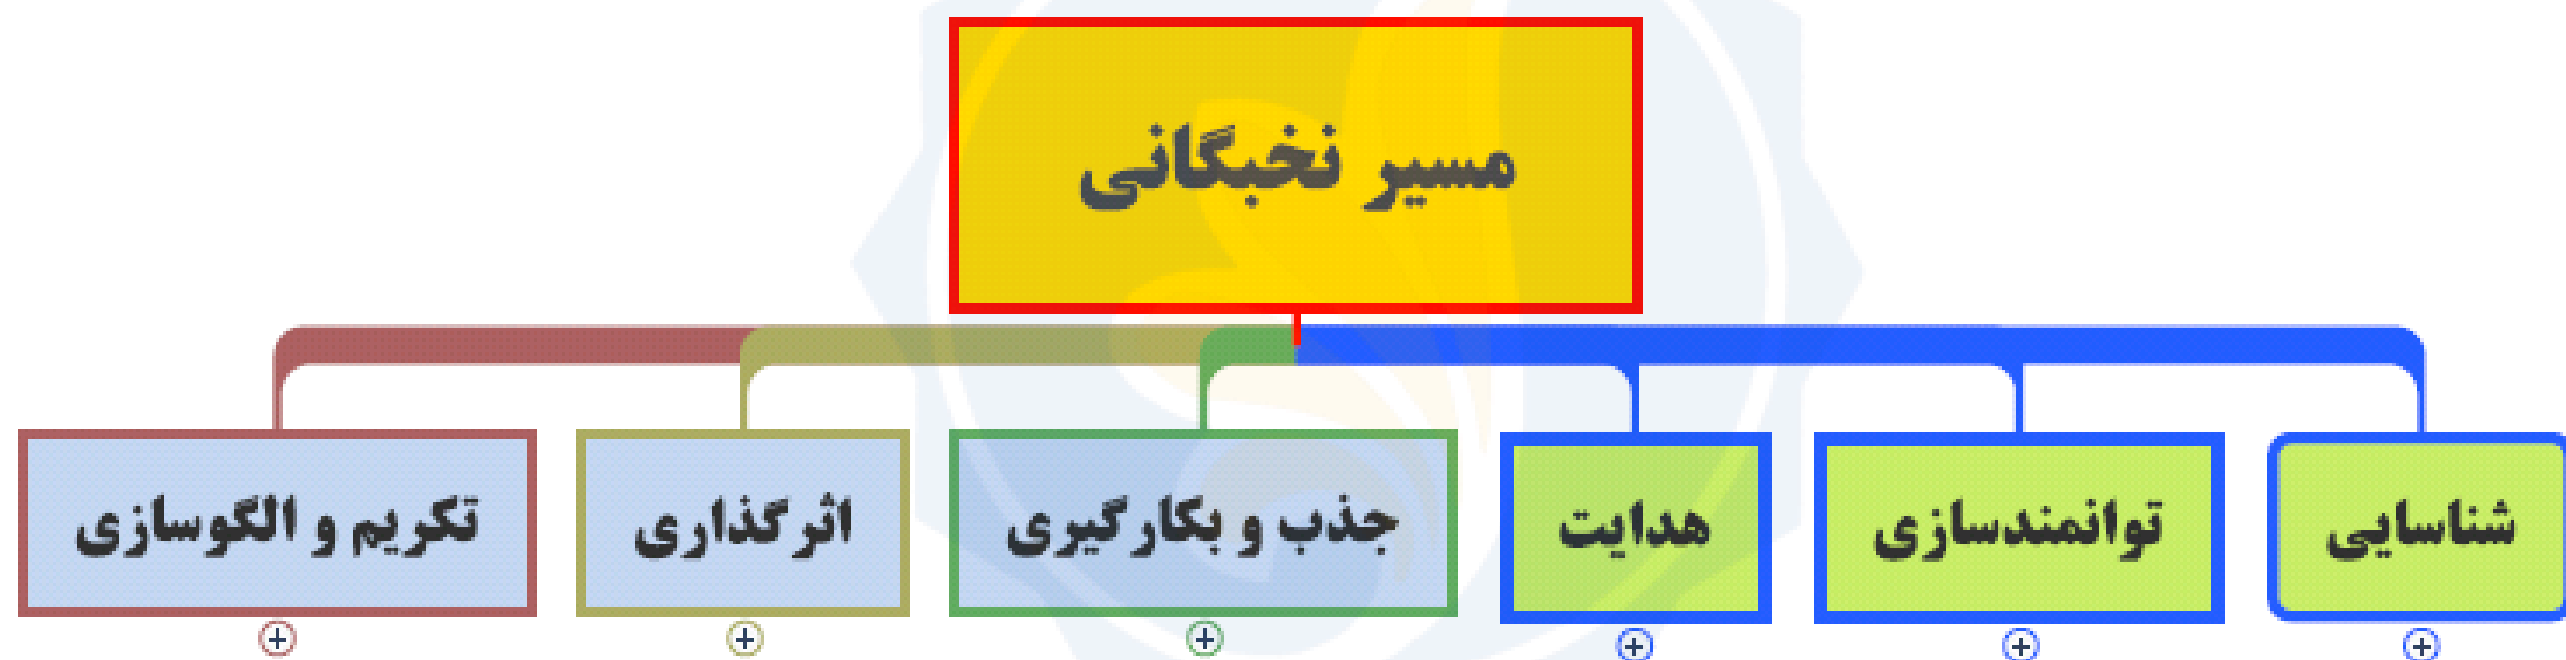 مسیر نخبگانی
شناسایی
توانمندسازی
هدایت
جذب و بکارگیری
اثرگذاری
تکریم و الگوسازی